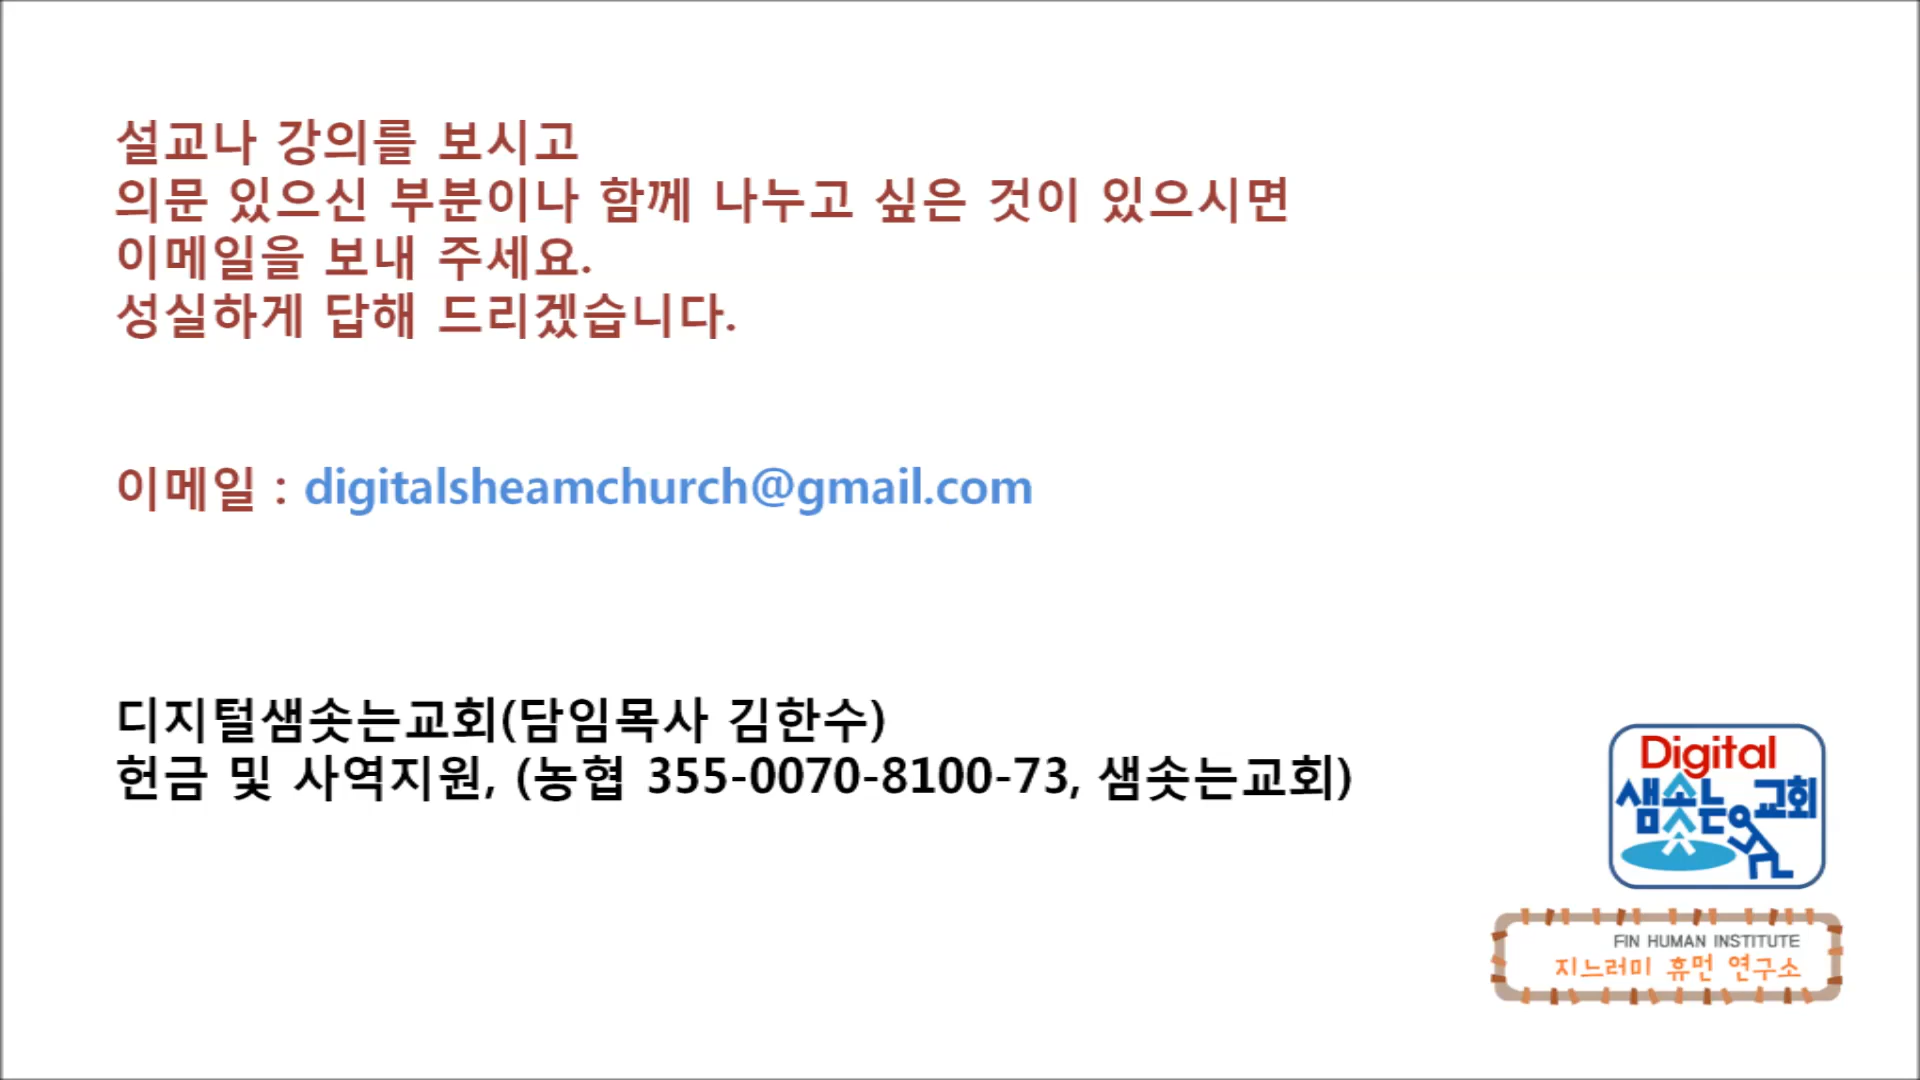 설교나 강의를 보시고
의문 있으신 부분이나 함께 나누고 싶은 것이 있으시면
이메일을 보내 주세요.
성실하게 답해 드리겠습니다.
이메일 : digitalsheamchurch@gmail.com
디지털샘솟는교회(담임목사 김한수)
헌금 및 사역지원, (농협 355-0070-8100-73, 샘솟는교회)
Digital
샘솟는교회
FIN HUMAN INSTITUTE
지느러미 휴먼 연구소